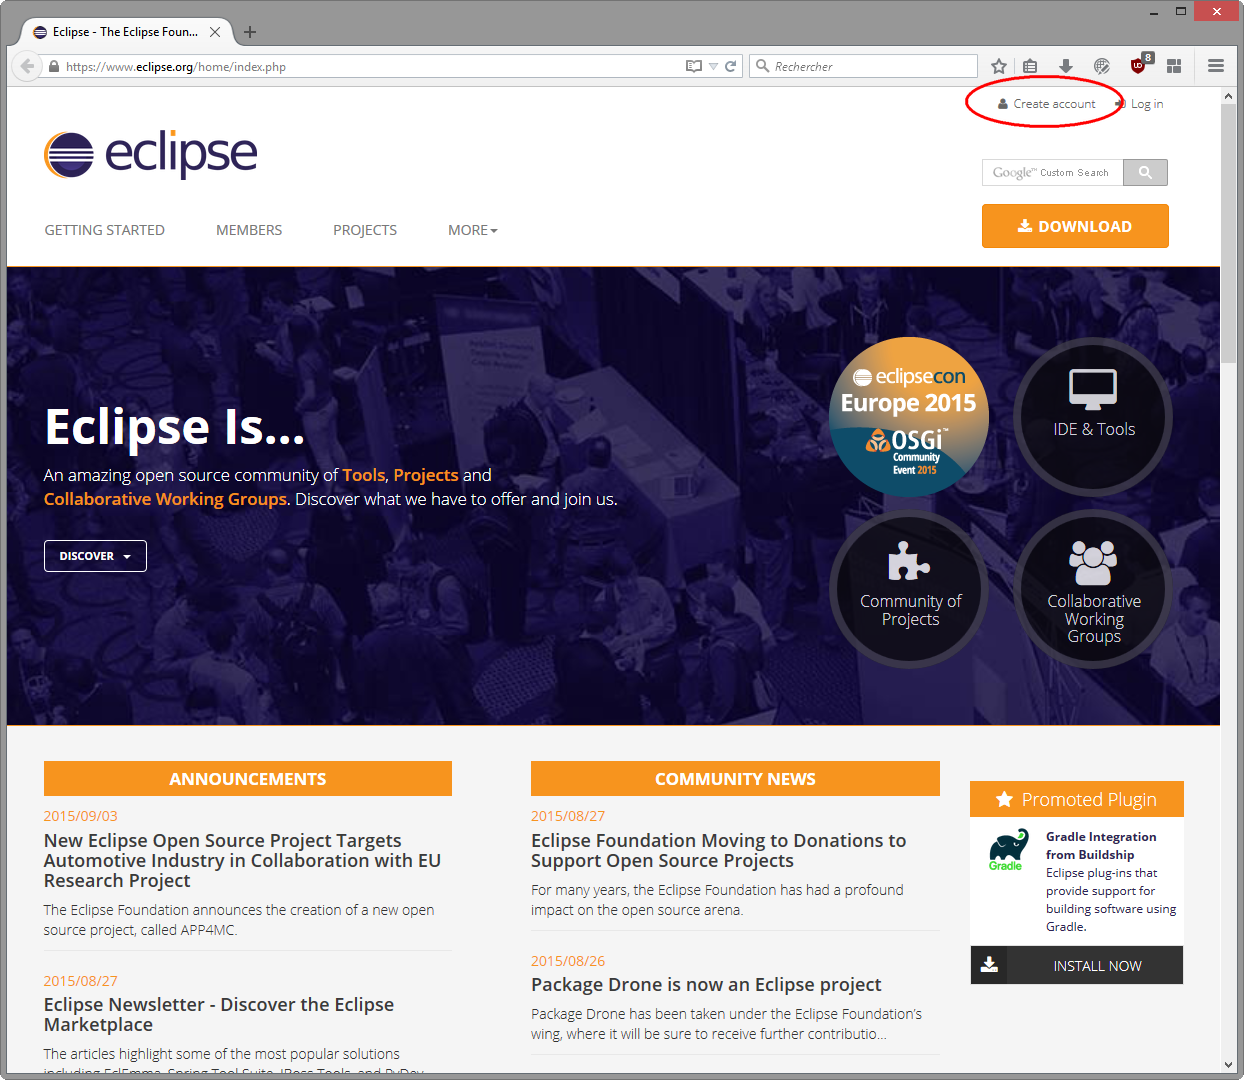 Eclipse - The Eclipse Foun...
https://www.eclipse.org/home/index.php
Rechercher
8
Create account
Log in
eclipse
Google™ Custom Search
GETTING STARTED
MEMBERS
PROJECTS
MORE
DOWNLOAD
Eclipse Is...
An amazing open source community of Tools, Projects and
Collaborative Working Groups. Discover what we have to offer and join us.
DISCOVER
eclipsecon
Europe 2015
OSGi™
Community
Event 2015
IDE & Tools
Community of
Projects
Collaborative
Working
Groups
ANNOUNCEMENTS
2015/09/03
New Eclipse Open Source Project Targets
Automotive Industry in Collaboration with EU
Research Project
The Eclipse Foundation announces the creation of a new open
source project, called APP4MC.
2015/08/27
Eclipse Newsletter - Discover the Eclipse
Marketplace
The articles highlight some of the most popular solutions
including EclEmma, Spring Tool Suite, JBoss Tools, and PyDev.
COMMUNITY NEWS
2015/08/27
Eclipse Foundation Moving to Donations to
Support Open Source Projects
For many years, the Eclipse Foundation has had a profound
impact on the open source arena.
2015/08/26
Package Drone is now an Eclipse project
Package Drone has been taken under the Eclipse Foundation's
wing, where it will be sure to receive further contributio...
Promoted Plugin
Gradle
Gradle Integration
from Buildship
Eclipse plug-ins that
provide support for
building software using
Gradle.
INSTALL NOW